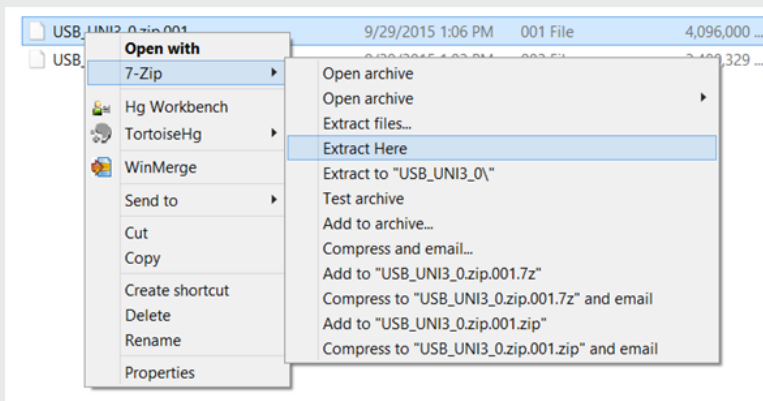 USB_UNI3_0.zip.001 9/29/2015 1:06 PM 001 File 4,096,000 ...
USB_ ,329 ...
Open with
7-Zip
Hg Workbench
TortoiseHg
WinMerge
Send to
Cut
Copy
Create shortcut
Delete
Rename
Properties
Open archive
Open archive
Extract files...
Extract Here
Extract to "USB_UNI3_0\"
Test archive
Add to archive...
Compress and email...
Add to "USB_UNI3_0.zip.001.7z"
Compress to "USB_UNI3_0.zip.001.7z" and email
Add to "USB_UNI3_0.zip.001.zip"
Compress to "USB_UNI3_0.zip.001.zip" and email